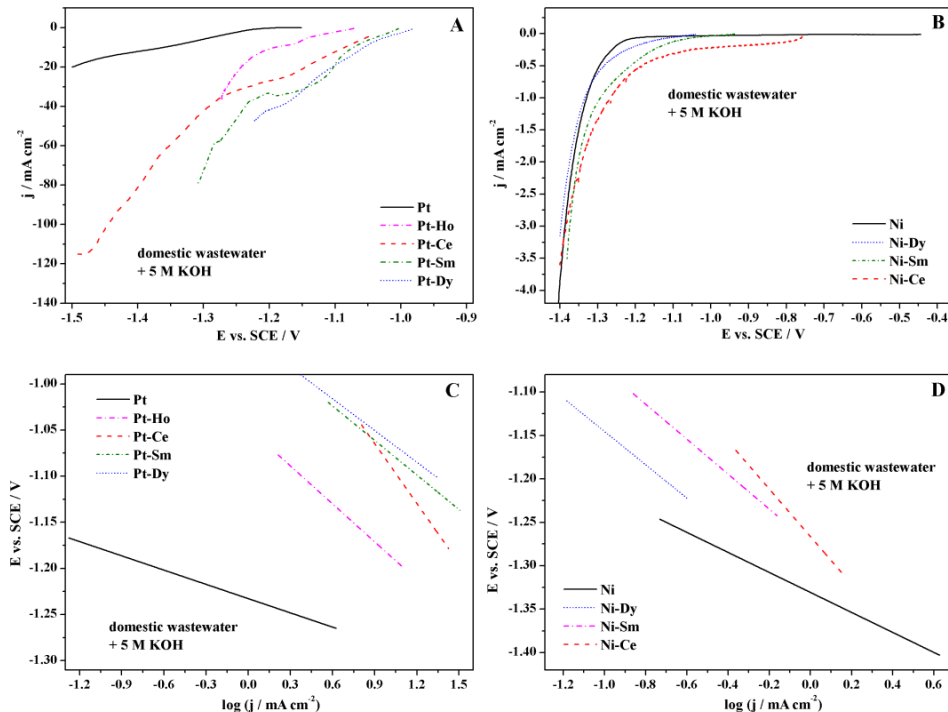 A
0
-20
-40
-60
-80
-100
-120
-140
j / mA cm-2
Pt
Pt-Ho
Pt-Ce
Pt-Sm
Pt-Dy
domestic wastewater
+ 5 M KOH
-1.5 -1.4 -1.3 -1.2 -1.1 -1.0 -0.9
E vs. SCE / V
B
0.0
-0.5
-1.0
-1.5
-2.0
-2.5
-3.0
-3.5
-4.0
j / mA cm-2
domestic wastewater
+ 5 M KOH
Ni
Ni-Dy
Ni-Sm
Ni-Ce
-1.4 -1.3 -1.2 -1.1 -1.0 -0.9 -0.8 -0.7 -0.6 -0.5 -0.4
E vs. SCE / V
C
-1.00
-1.05
-1.10
-1.15
-1.20
-1.25
-1.30
E vs. SCE / V
Pt
Pt-Ho
Pt-Ce
Pt-Sm
Pt-Dy
domestic wastewater
+ 5 M KOH
-1.2 -0.9 -0.6 -0.3 0.0 0.3 0.6 0.9 1.2 1.5
log (j / mA cm-2)
D
-1.10
-1.15
-1.20
-1.25
-1.30
-1.35
-1.40
E vs. SCE / V
domestic wastewater
+ 5 M KOH
Ni
Ni-Dy
Ni-Sm
Ni-Ce
-1.2 -1.0 -0.8 -0.6 -0.4 -0.2 0.0 0.2 0.4 0.6
log (j / mA cm-2)